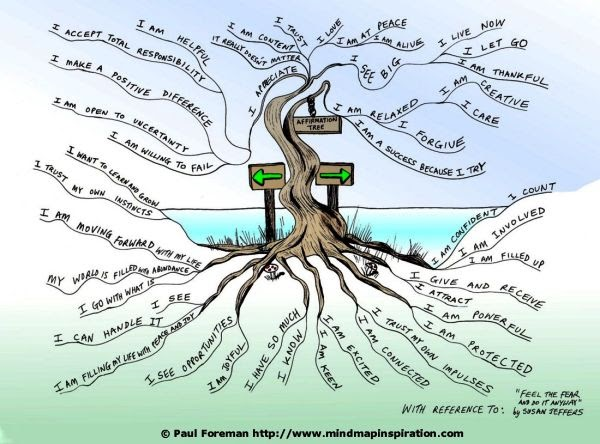 I ACCEPT TOTAL RESPONSIBILITY
I AM HELPFUL
I MAKE A POSITIVE DIFFERENCE
I AM OPEN TO UNCERTAINTY
I AM WILLING TO FAIL
I APPRECIATE
IT REALLY DOESN'T MATTER
I AM CONTENT
I TRUST
I LOVE
I AM AT PEACE
I AM ALIVE
I SEE BIG
I LIVE NOW
I LET GO
I AM THANKFUL
I AM CREATIVE
I CARE
I AM RELAXED
I FORGIVE
I AM A SUCCESS BECAUSE I TRY
AFFIRMATION
TREE
I WANT TO LEARN AND GROW
I TRUST MY OWN INSTINCTS
I AM MOVING FORWARD WITH MY LIFE
MY WORLD IS FILLED WITH ABUNDANCE
I GO WITH WHAT IS
I SEE
I CAN HANDLE IT
I AM FILLING MY LIFE WITH PEACE AND JOY
I SEE OPPORTUNITIES
I AM JOYFUL
I HAVE SO MUCH
I KNOW
I AM KEEN
I AM EXCITED
I AM CONNECTED
I TRUST MY OWN IMPULSES
I AM PROTECTED
I AM POWERFUL
I ATTRACT
I GIVE AND RECEIVE
I AM FILLED UP
I AM INVOLVED
I AM CONFIDENT
I COUNT
WITH REFERENCE TO:
"FEEL THE FEAR
AND DO IT ANYWAY"
by SUSAN JEFFERS
© Paul Foreman http://www.mindmapinspiration.com